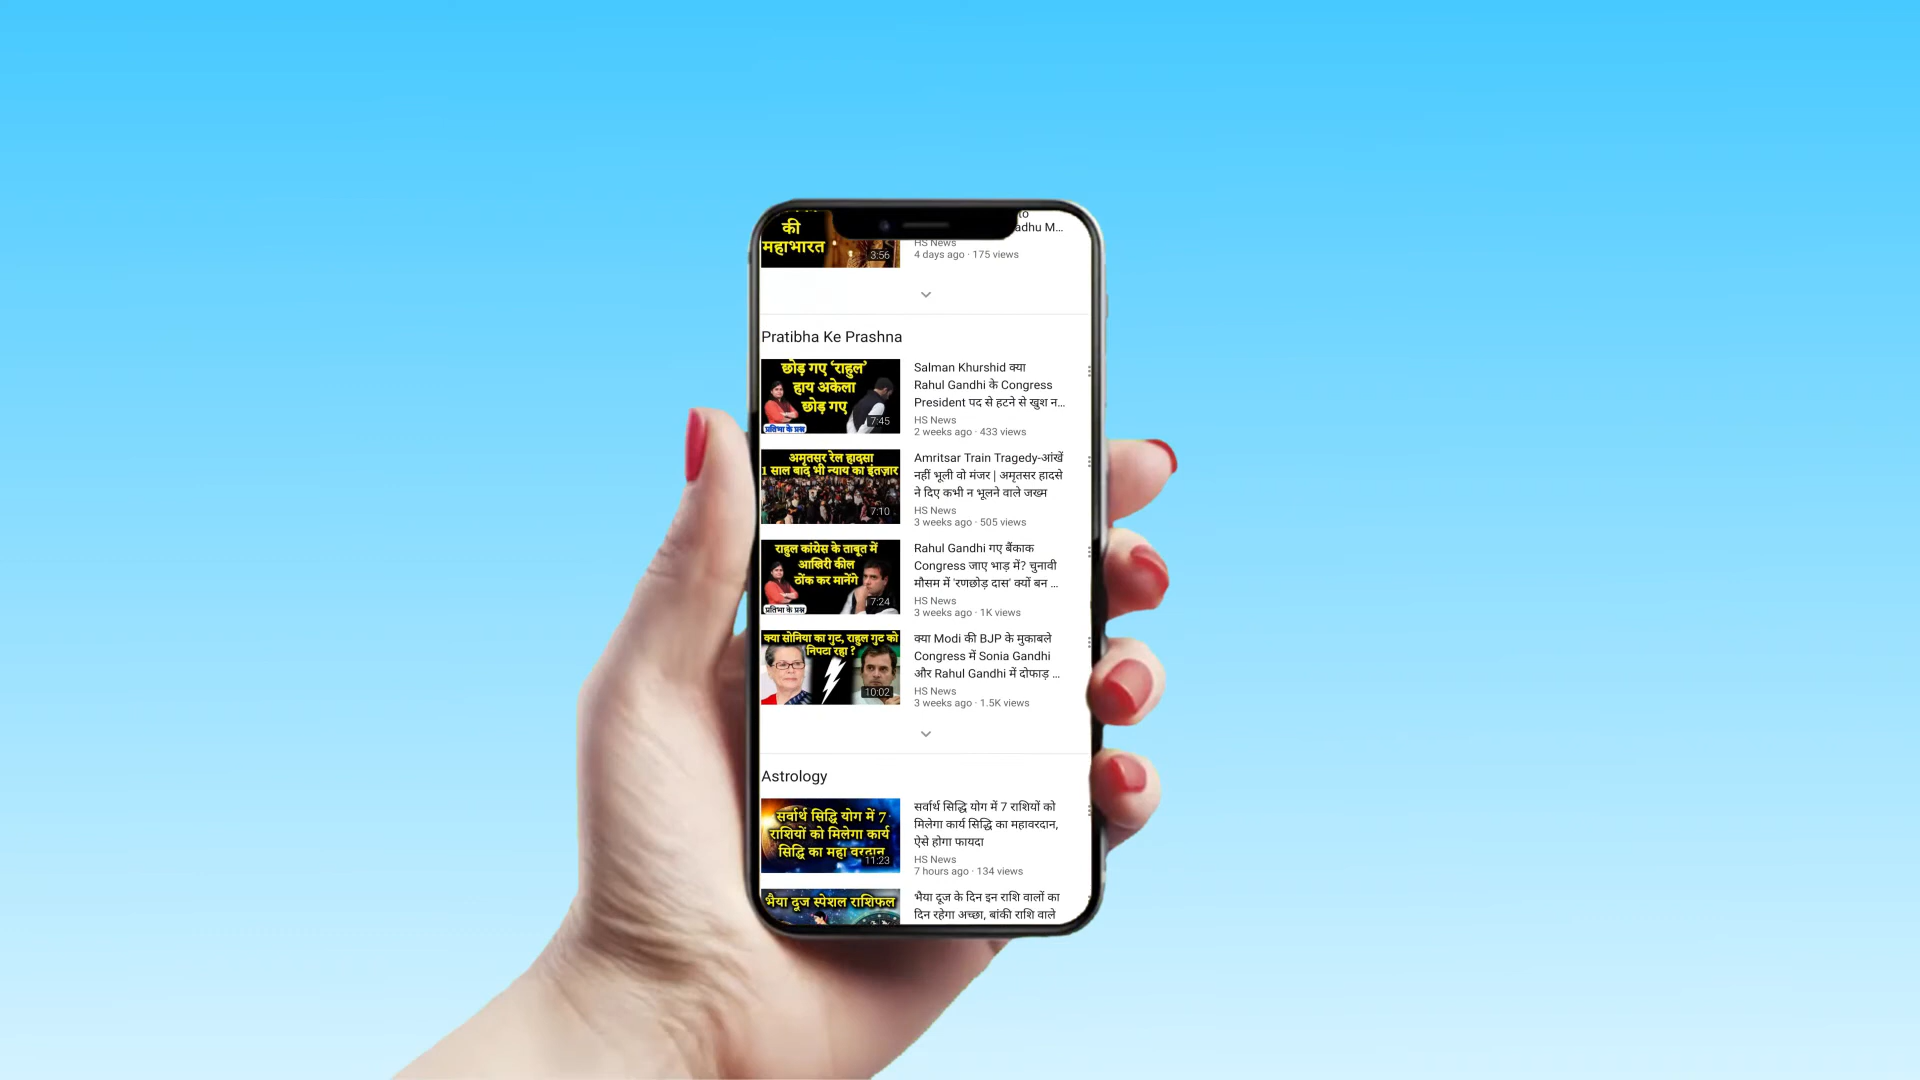 की
महाभारत
3:56
to
adhu M...
HS News
4 days ago · 175 views
Pratibha Ke Prashna
छोड़ गए ‘राहुल’
हाय अकेला
छोड़ गए
प्रतिभा के प्रश्न
7:45
Salman Khurshid क्या
Rahul Gandhi के Congress
President पद से हटने से खुश न...
HS News
2 weeks ago · 433 views
अमृतसर रेल हादसा
1 साल बाद भी न्याय का इंतज़ार
7:10
Amritsar Train Tragedy-आंखें
नहीं भूली वो मंजर | अमृतसर हादसे
ने दिए कभी न भूलने वाले जख्म
HS News
3 weeks ago · 505 views
राहुल कांग्रेस के ताबूत में
आखिरी कील
ठोंक कर मानेंगे
प्रतिभा के प्रश्न
7:24
Rahul Gandhi गए बैंकाक
Congress जाए भाड़ में? चुनावी
मौसम में 'रणछोड़ दास' क्यों बन ...
HS News
3 weeks ago · 1K views
क्या सोनिया का गुट, राहुल गुट को
निपटा रहा ?
10:02
क्या Modi की BJP के मुकाबले
Congress में Sonia Gandhi
और Rahul Gandhi में दोफाड़ ...
HS News
3 weeks ago · 1.5K views
Astrology
सर्वार्थ सिद्धि योग में 7
राशियों को मिलेगा कार्य
सिद्धि का महा वरदान
11:23
सर्वार्थ सिद्धि योग में 7 राशियों को
मिलेगा कार्य सिद्धि का महावरदान,
ऐसे होगा फायदा
HS News
7 hours ago · 134 views
भैया दूज स्पेशल राशिफल
भैया दूज के दिन इन राशि वालों का
दिन रहेगा अच्छा, बांकी राशि वाले